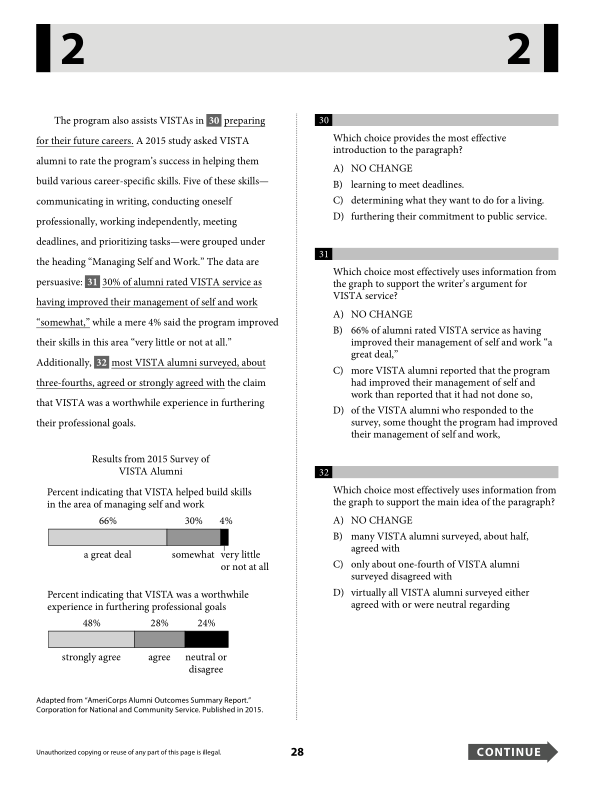 2
2
The program also assists VISTAs in 30 preparing
for their future careers. A 2015 study asked VISTA
alumni to rate the program's success in helping them
build various career-specific skills. Five of these skills—
communicating in writing, conducting oneself
professionally, working independently, meeting
deadlines, and prioritizing tasks—were grouped under
the heading “Managing Self and Work.” The data are
persuasive: 31 30% of alumni rated VISTA service as
having improved their management of self and work
“somewhat,” while a mere 4% said the program improved
their skills in this area “very little or not at all.”
Additionally, 32 most VISTA alumni surveyed, about
three-fourths, agreed or strongly agreed with the claim
that VISTA was a worthwhile experience in furthering
their professional goals.
Results from 2015 Survey of
VISTA Alumni
Percent indicating that VISTA helped build skills
in the area of managing self and work
66% 30% 4%
a great deal somewhat very little
or not at all
Percent indicating that VISTA was a worthwhile
experience in furthering professional goals
48% 28% 24%
strongly agree agree neutral or
disagree
Adapted from “AmeriCorps Alumni Outcomes Summary Report.”
Corporation for National and Community Service. Published in 2015.
30
Which choice provides the most effective
introduction to the paragraph?
A) NO CHANGE
B) learning to meet deadlines.
C) determining what they want to do for a living.
D) furthering their commitment to public service.
31
Which choice most effectively uses information from
the graph to support the writer's argument for
VISTA service?
A) NO CHANGE
B) 66% of alumni rated VISTA service as having
improved their management of self and work “a
great deal,”
C) more VISTA alumni reported that the program
had improved their management of self and
work than reported that it had not done so,
D) of the VISTA alumni who responded to the
survey, some thought the program had improved
their management of self and work,
32
Which choice most effectively uses information from
the graph to support the main idea of the paragraph?
A) NO CHANGE
B) many VISTA alumni surveyed, about half,
agreed with
C) only about one-fourth of VISTA alumni
surveyed disagreed with
D) virtually all VISTA alumni surveyed either
agreed with or were neutral regarding
Unauthorized copying or reuse of any part of this page is illegal.
28
CONTINUE